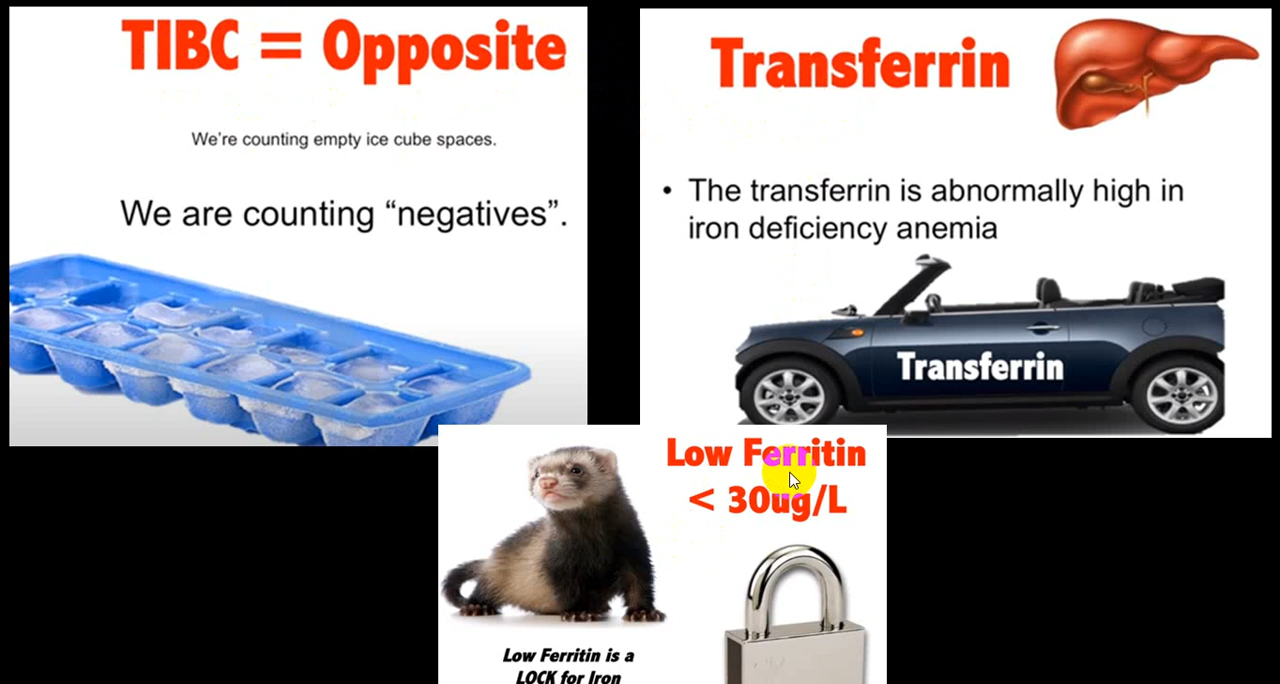 TIBC = Opposite
We're counting empty ice cube spaces.
We are counting “negatives”.
Transferrin
• The transferrin is abnormally high in
iron deficiency anemia
Transferrin
Low Ferritin
< 30ug/L
Low Ferritin is a
LOCK for Iron